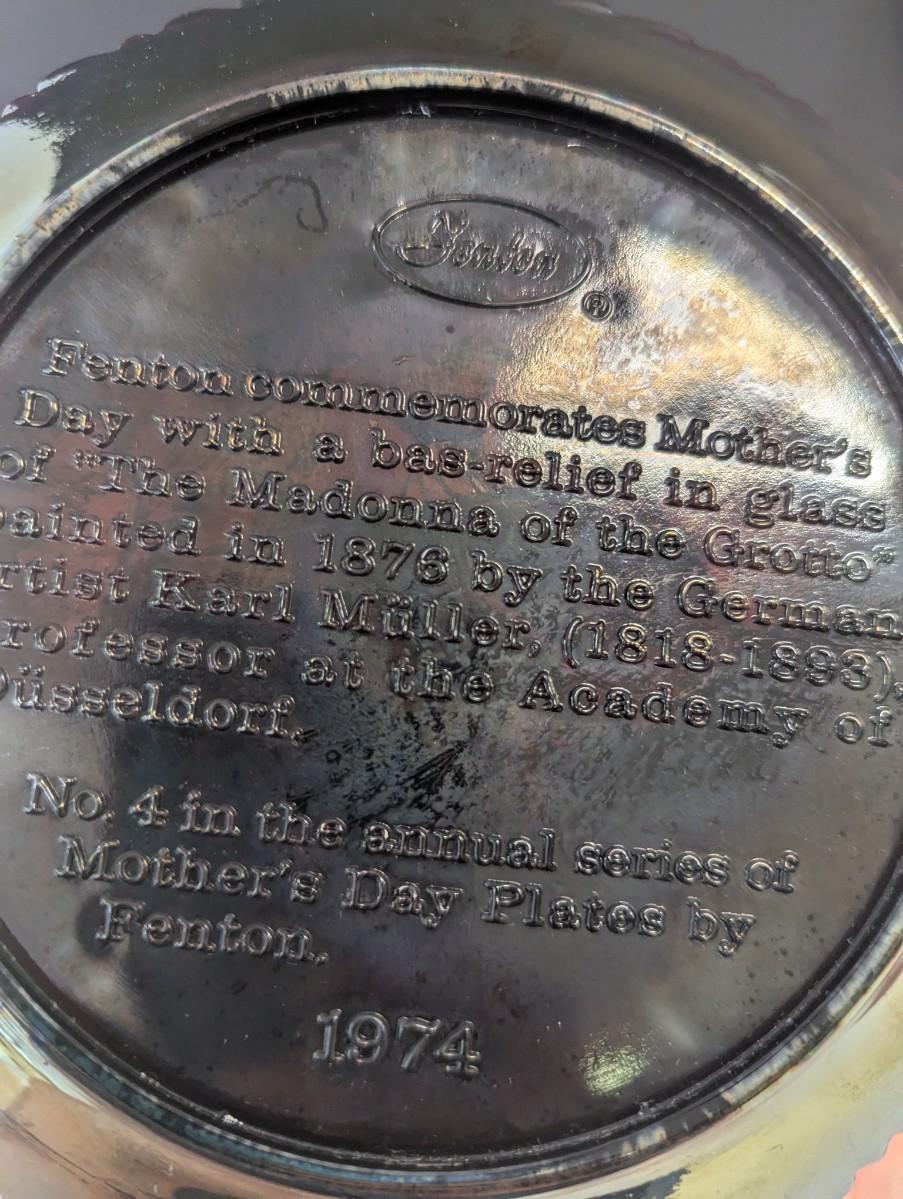 Fenton
®
Fenton commemorates Mother's
Day with a bas-relief in glass
of "The Madonna of the Grotto"
painted in 1876 by the German
artist Karl Müller, (1818-1893),
Professor at the Academy of
Düsseldorf.
No. 4 in the annual series of
Mother's Day Plates by
Fenton.
1974